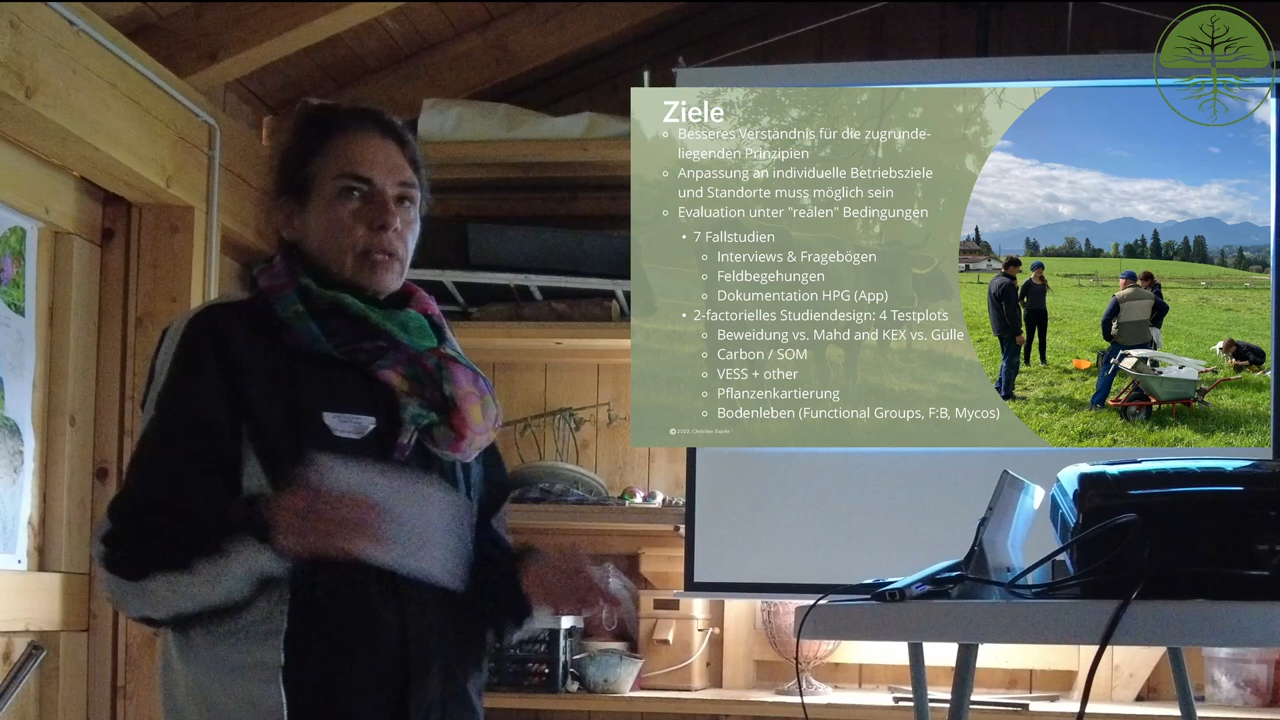 Ziele
Besseres Verständnis für die zugrunde-
liegenden Prinzipien
Anpassung an individuelle Betriebsziele
und Standorte muss möglich sein
Evaluation unter "realen" Bedingungen
7 Fallstudien
Interviews & Fragebögen
Feldbegehungen
Dokumentation HPG (App)
2-factorielles Studiendesign: 4 Testplots
Beweidung vs. Mahd and KEX vs. Gülle
Carbon / SOM
VESS + other
Pflanzenkartierung
Bodenleben (Functional Groups, F:B, Mycos)